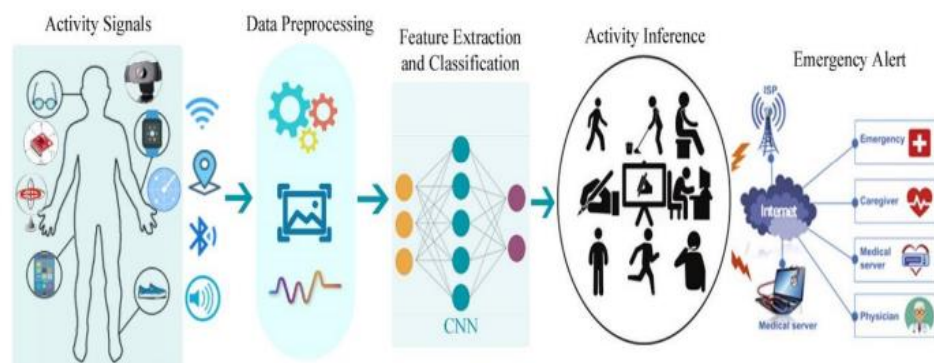 Activity Signals
Data Preprocessing
Feature Extraction
and Classification
CNN
Activity Inference
Emergency Alert
ISP
Internet
Medical server
Emergency
Caregiver
Medical
server
Physician